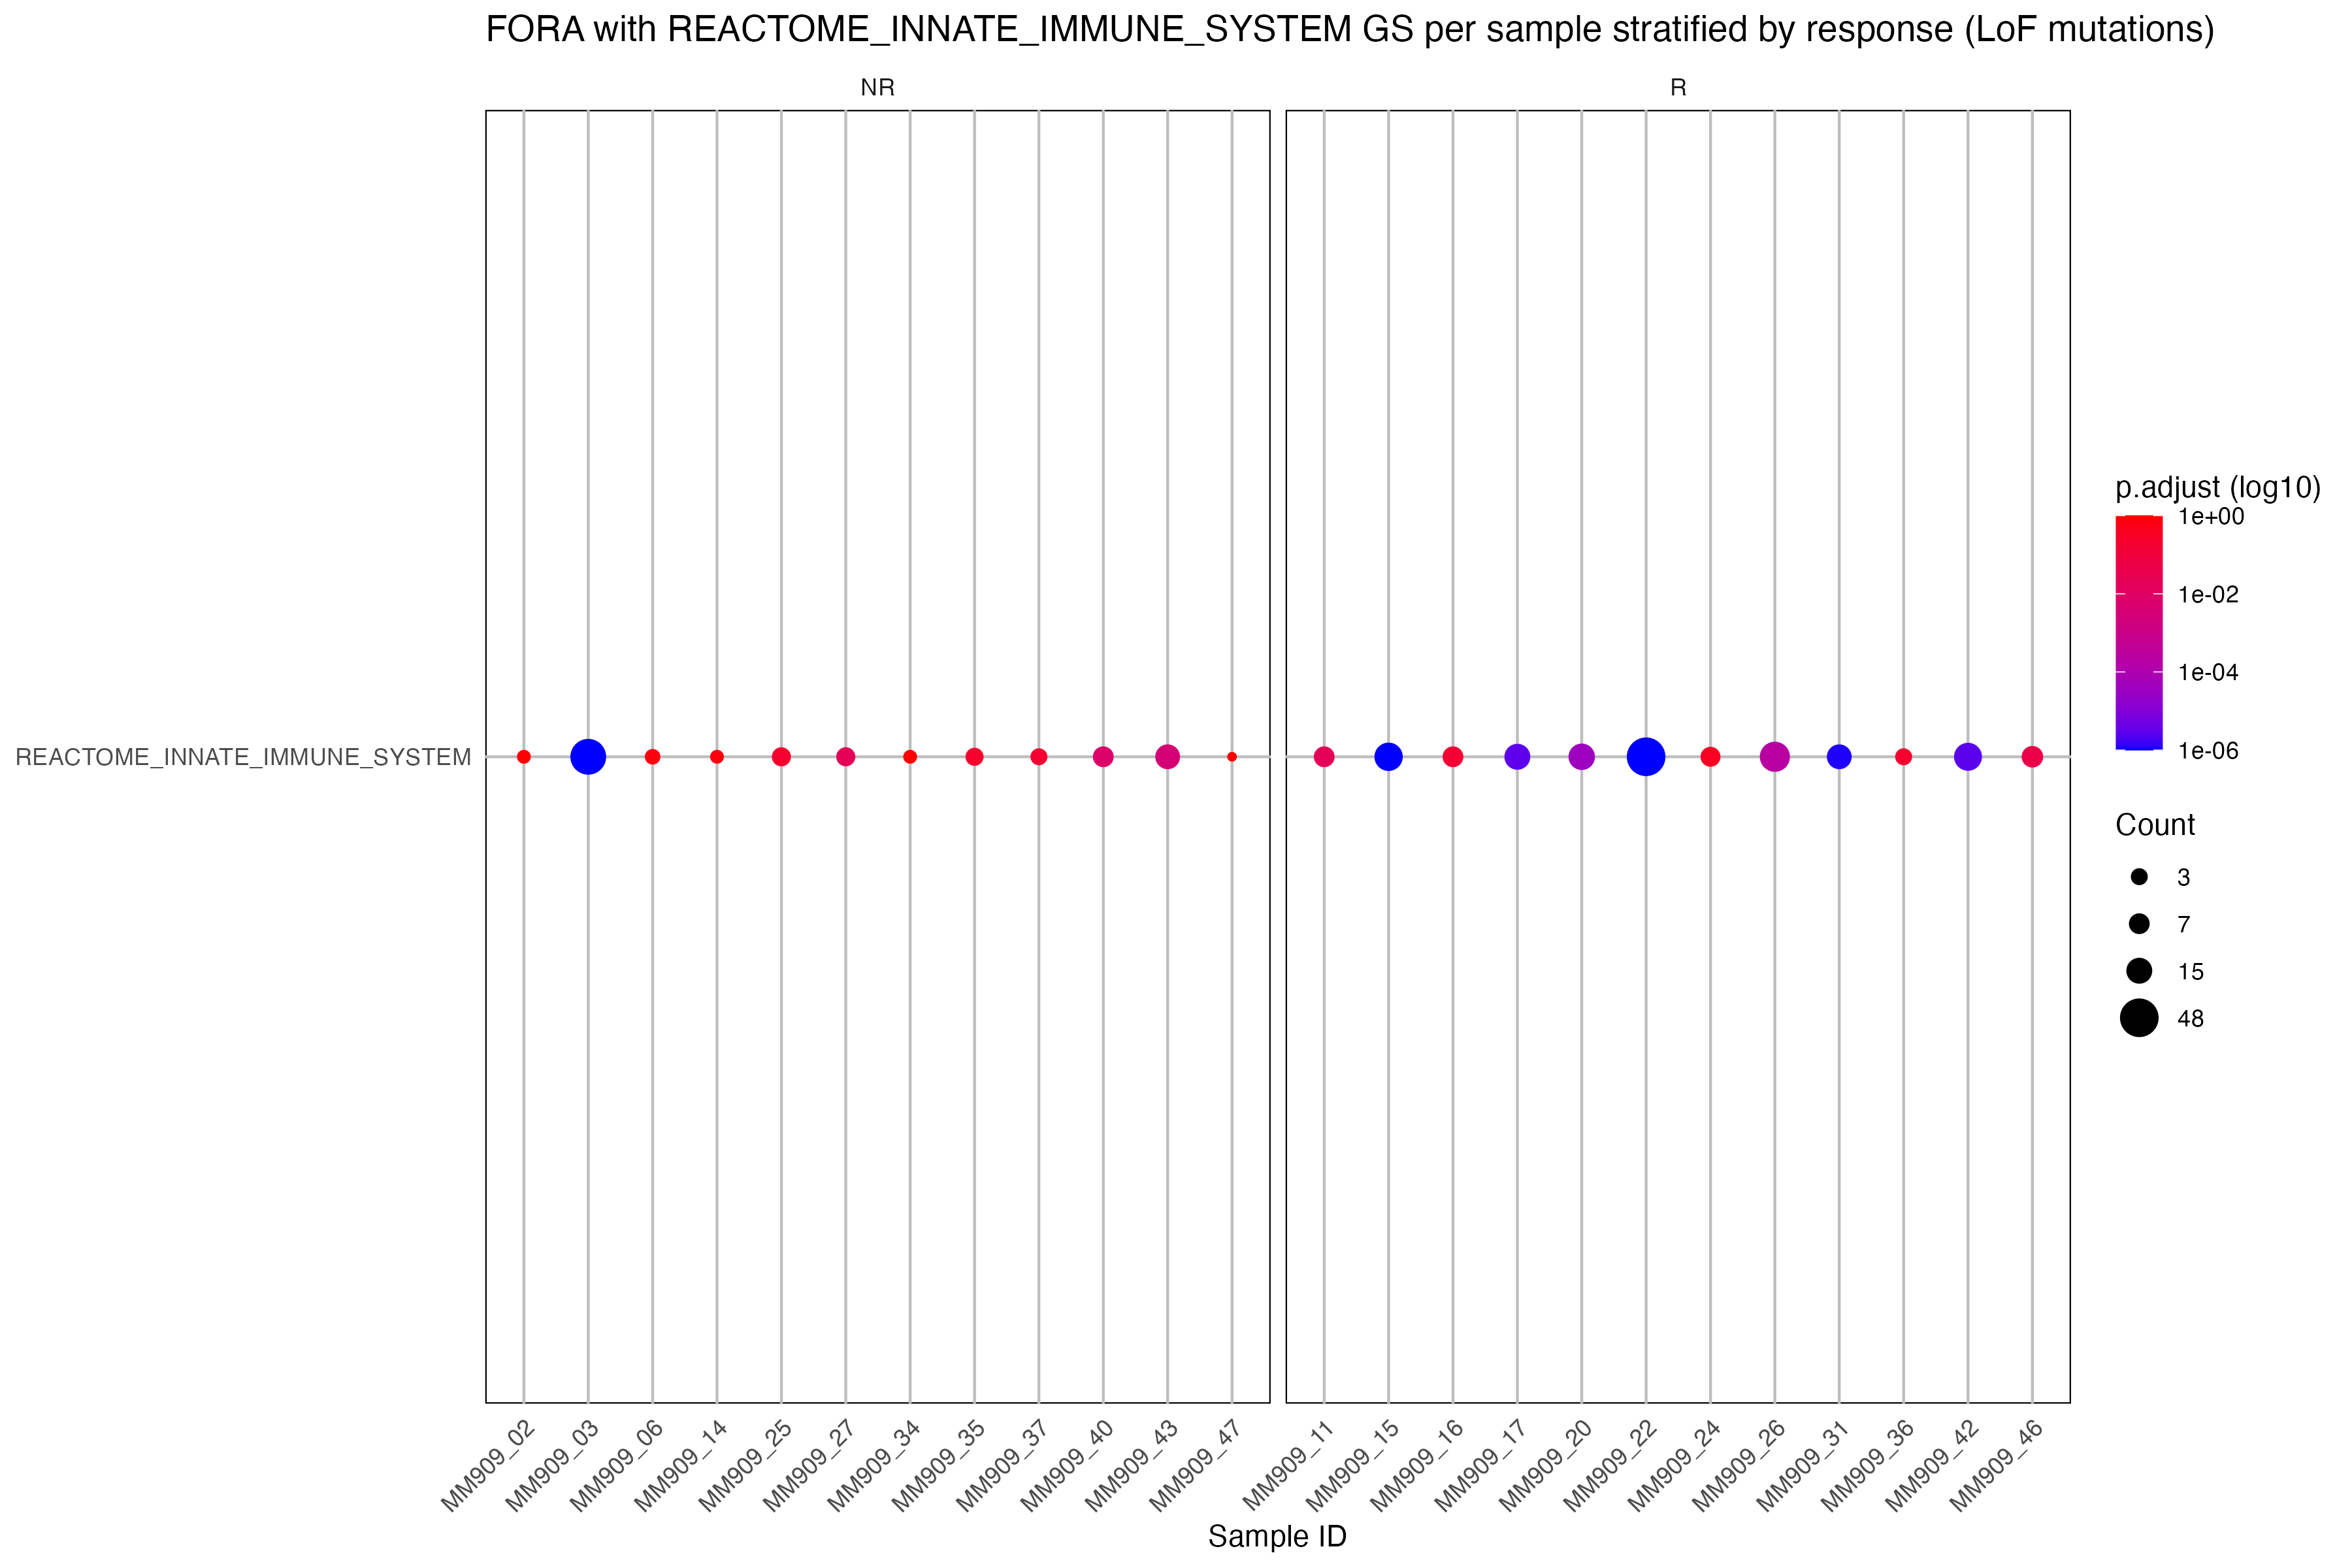 FORA with REACTOME_INNATE_IMMUNE_SYSTEM GS per sample stratified by response (LoF mutations)
NR
R
REACTOME_INNATE_IMMUNE_SYSTEM
p.adjust (log10)
1e+00
1e-02
1e-04
1e-06
Count
3
7
15
48
MM909_02
MM909_03
MM909_06
MM909_14
MM909_25
MM909_27
MM909_34
MM909_35
MM909_37
MM909_40
MM909_43
MM909_47
MM909_11
MM909_15
MM909_16
MM909_17
MM909_20
MM909_22
MM909_24
MM909_26
MM909_31
MM909_36
MM909_42
MM909_46
Sample ID